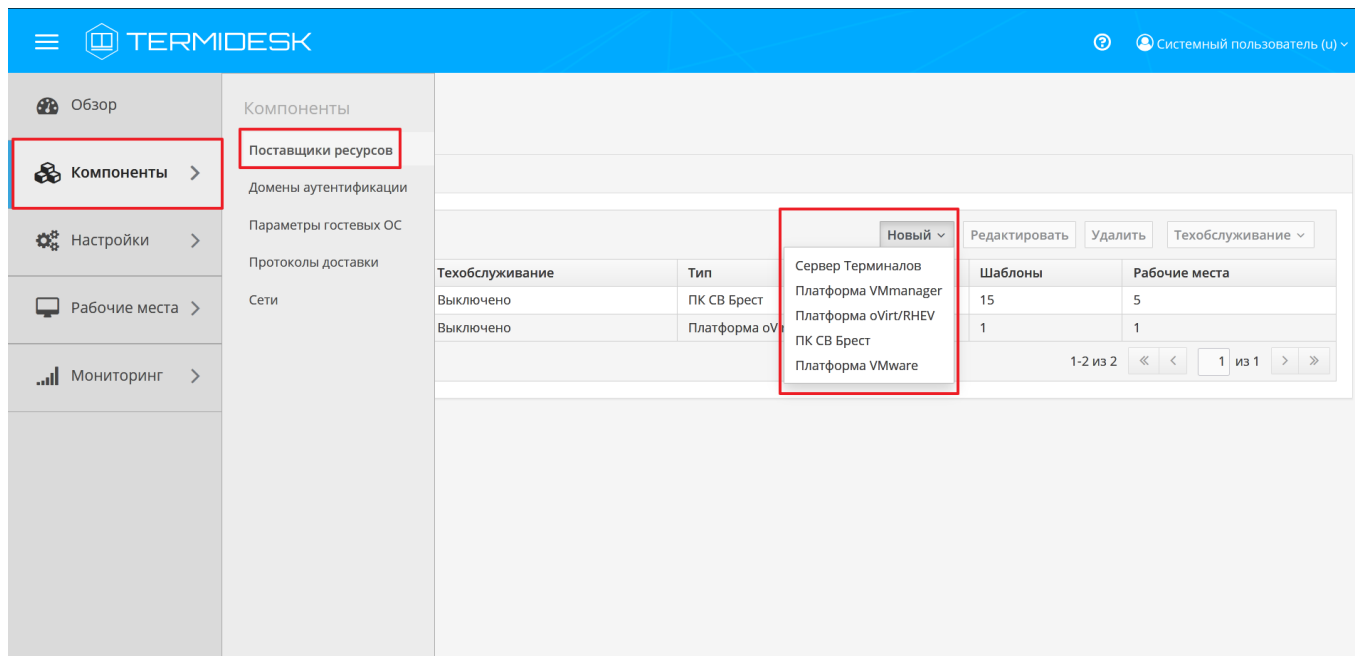 TERMIDESK
Системный пользователь (u)
Обзор
Компоненты
Настройки
Рабочие места
Мониторинг
Компоненты
Поставщики ресурсов
Домены аутентификации
Параметры гостевых ОС
Протоколы доставки
Сети
Новый
Редактировать
Удалить
Техобслуживание
Сервер Терминалов
Платформа VMmanager
Платформа oVirt/RHEV
ПК СВ Брест
Платформа VMware
Техобслуживание Тип Шаблоны Рабочие места
Выключено ПК СВ Брест 15 5
Выключено Платформа oVi 1 1
1-2 из 2 1 из 1